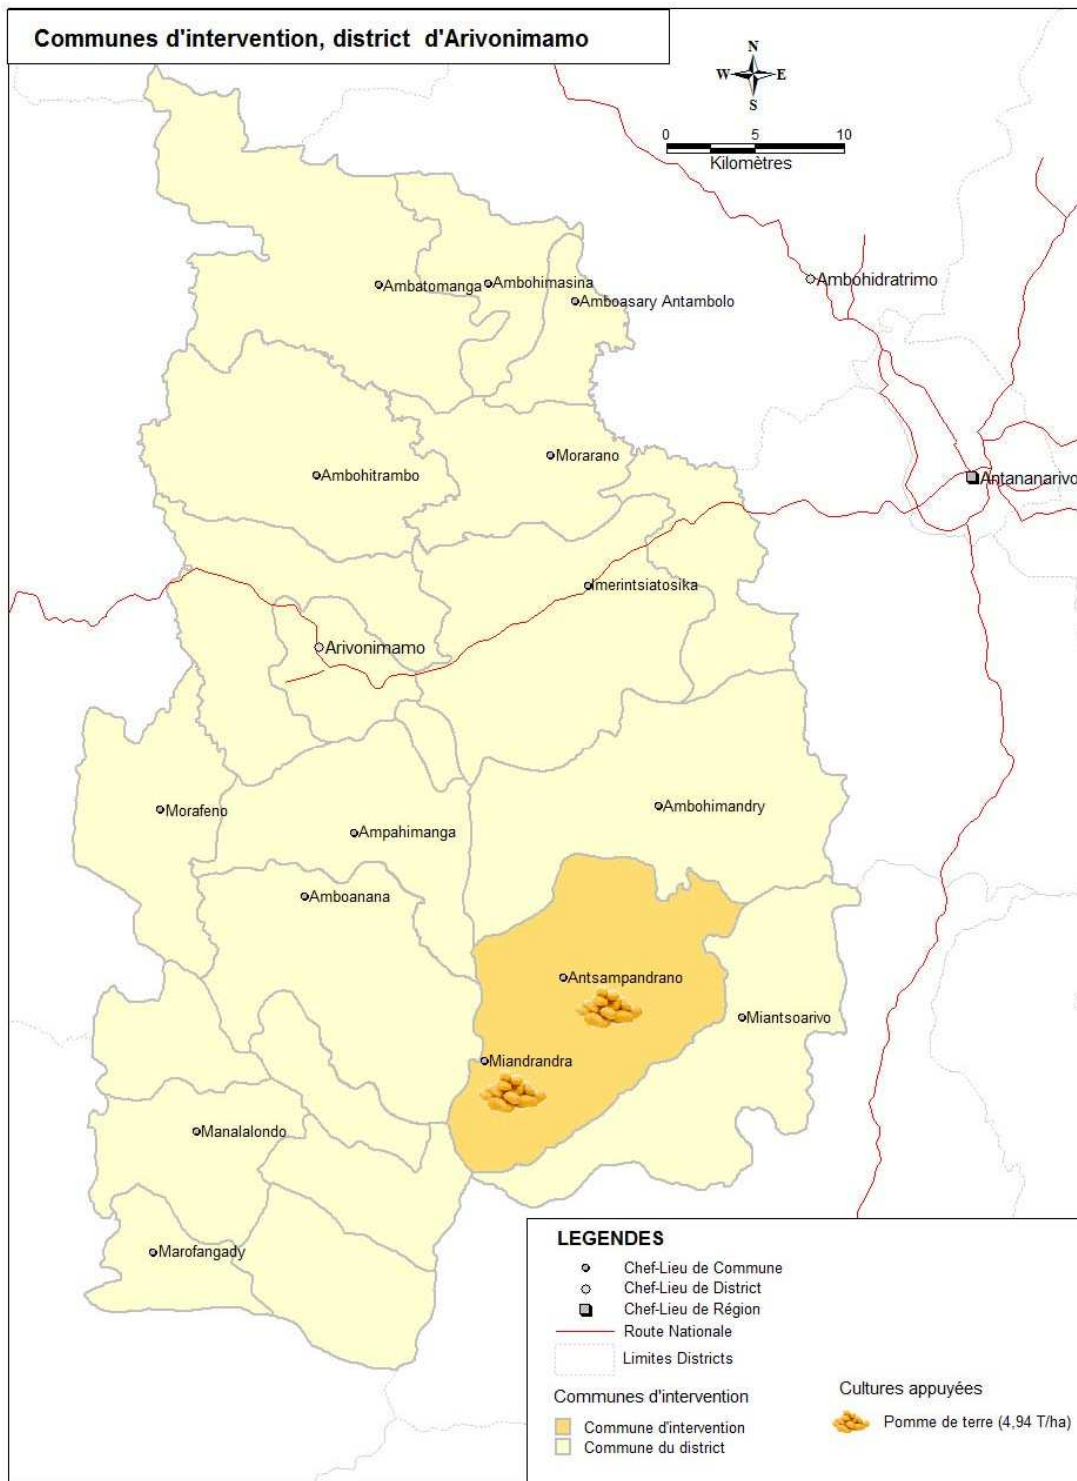 Communes d'intervention, district d'Arivonimamo
N
W E
S
0 5 10
Kilomètres
Ambatomanga
Ambohimasina
Amboasary Antambolo
Ambohidratrimo
Morarano
Ambohitrambo
Antananarivo
Imerintsiatosika
Arivonimamo
Morafeno
Ambohimandry
Ampahimanga
Amboanana
Antsampandrano
Miantsoarivo
Miandrandra
Manalalondo
Marofangady
LEGENDES
Chef-Lieu de Commune
Chef-Lieu de District
Chef-Lieu de Région
Route Nationale
Limites Districts
Communes d'intervention
Commune d'intervention
Commune du district
Cultures appuyées
Pomme de terre (4,94 T/ha)